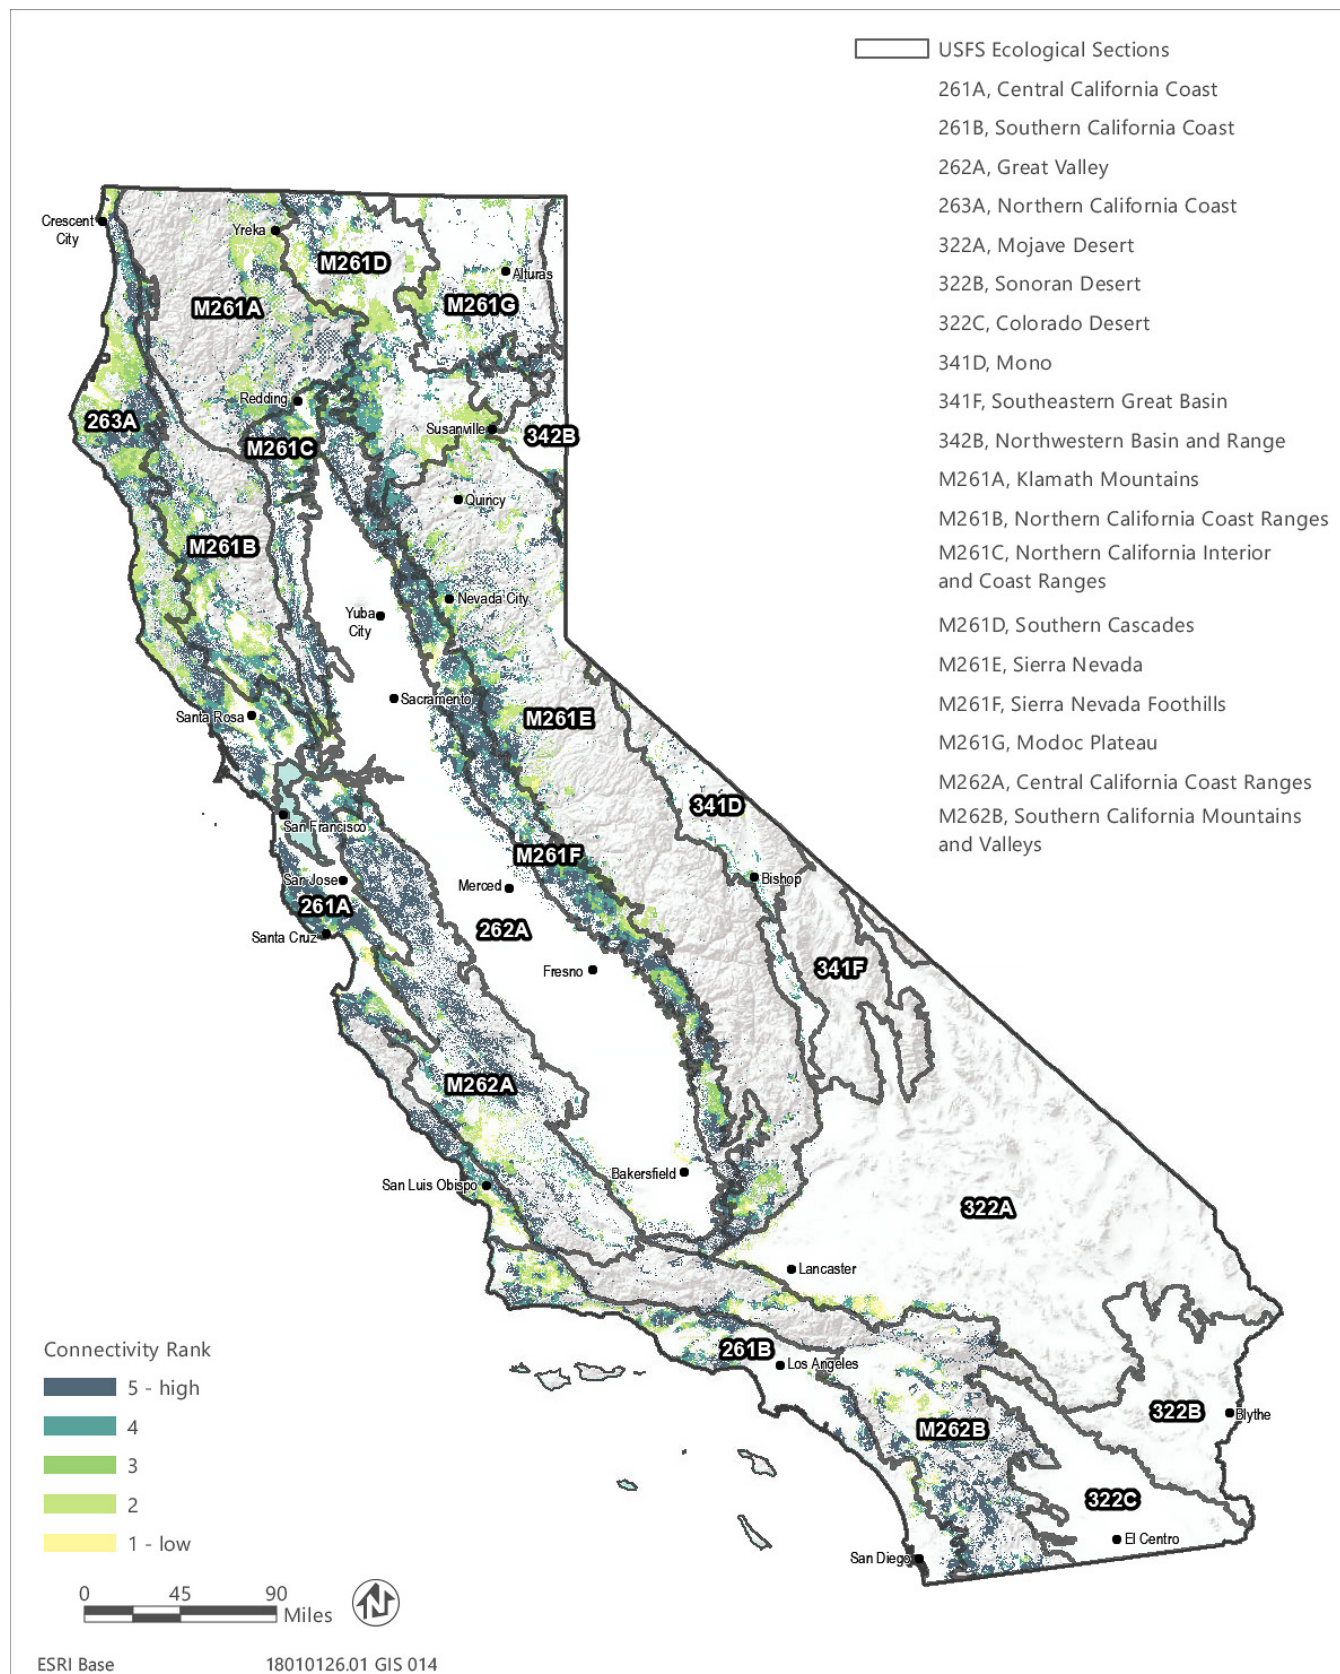 USFS Ecological Sections
261A, Central California Coast
261B, Southern California Coast
262A, Great Valley
263A, Northern California Coast
322A, Mojave Desert
322B, Sonoran Desert
322C, Colorado Desert
341D, Mono
341F, Southeastern Great Basin
342B, Northwestern Basin and Range
M261A, Klamath Mountains
M261B, Northern California Coast Ranges
M261C, Northern California Interior
and Coast Ranges
M261D, Southern Cascades
M261E, Sierra Nevada
M261F, Sierra Nevada Foothills
M261G, Modoc Plateau
M262A, Central California Coast Ranges
M262B, Southern California Mountains
and Valleys
Crescent
City
Yreka
M261D
Alturas
M261A
M261G
Redding
263A
M261C
Susanville
342B
Quincy
M261B
Nevada City
Yuba
City
Sacramento
Santa Rosa
M261E
341D
San Francisco
M261F
San Jose
Merced
Bishop
261A
262A
Santa Cruz
Fresno
341F
M262A
Bakersfield
San Luis Obispo
322A
Lancaster
261B
Los Angeles
322B
Blythe
M262B
322C
El Centro
San Diego
Connectivity Rank
5 - high
4
3
2
1 - low
0 45 90
Miles
N
ESRI Base 18010126.01 GIS 014